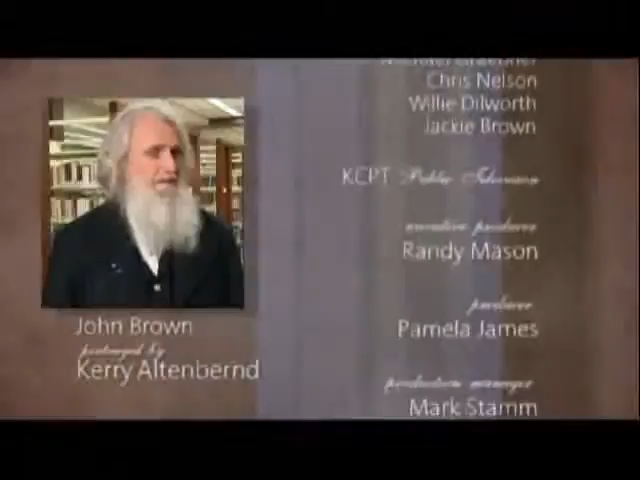 John Brown
portrayed by
Kerry Altenbernd
Chris Nelson
Willie Dilworth
Jackie Brown
KCPT Public Television
executive producer
Randy Mason
producer
Pamela James
production manager
Mark Stamm